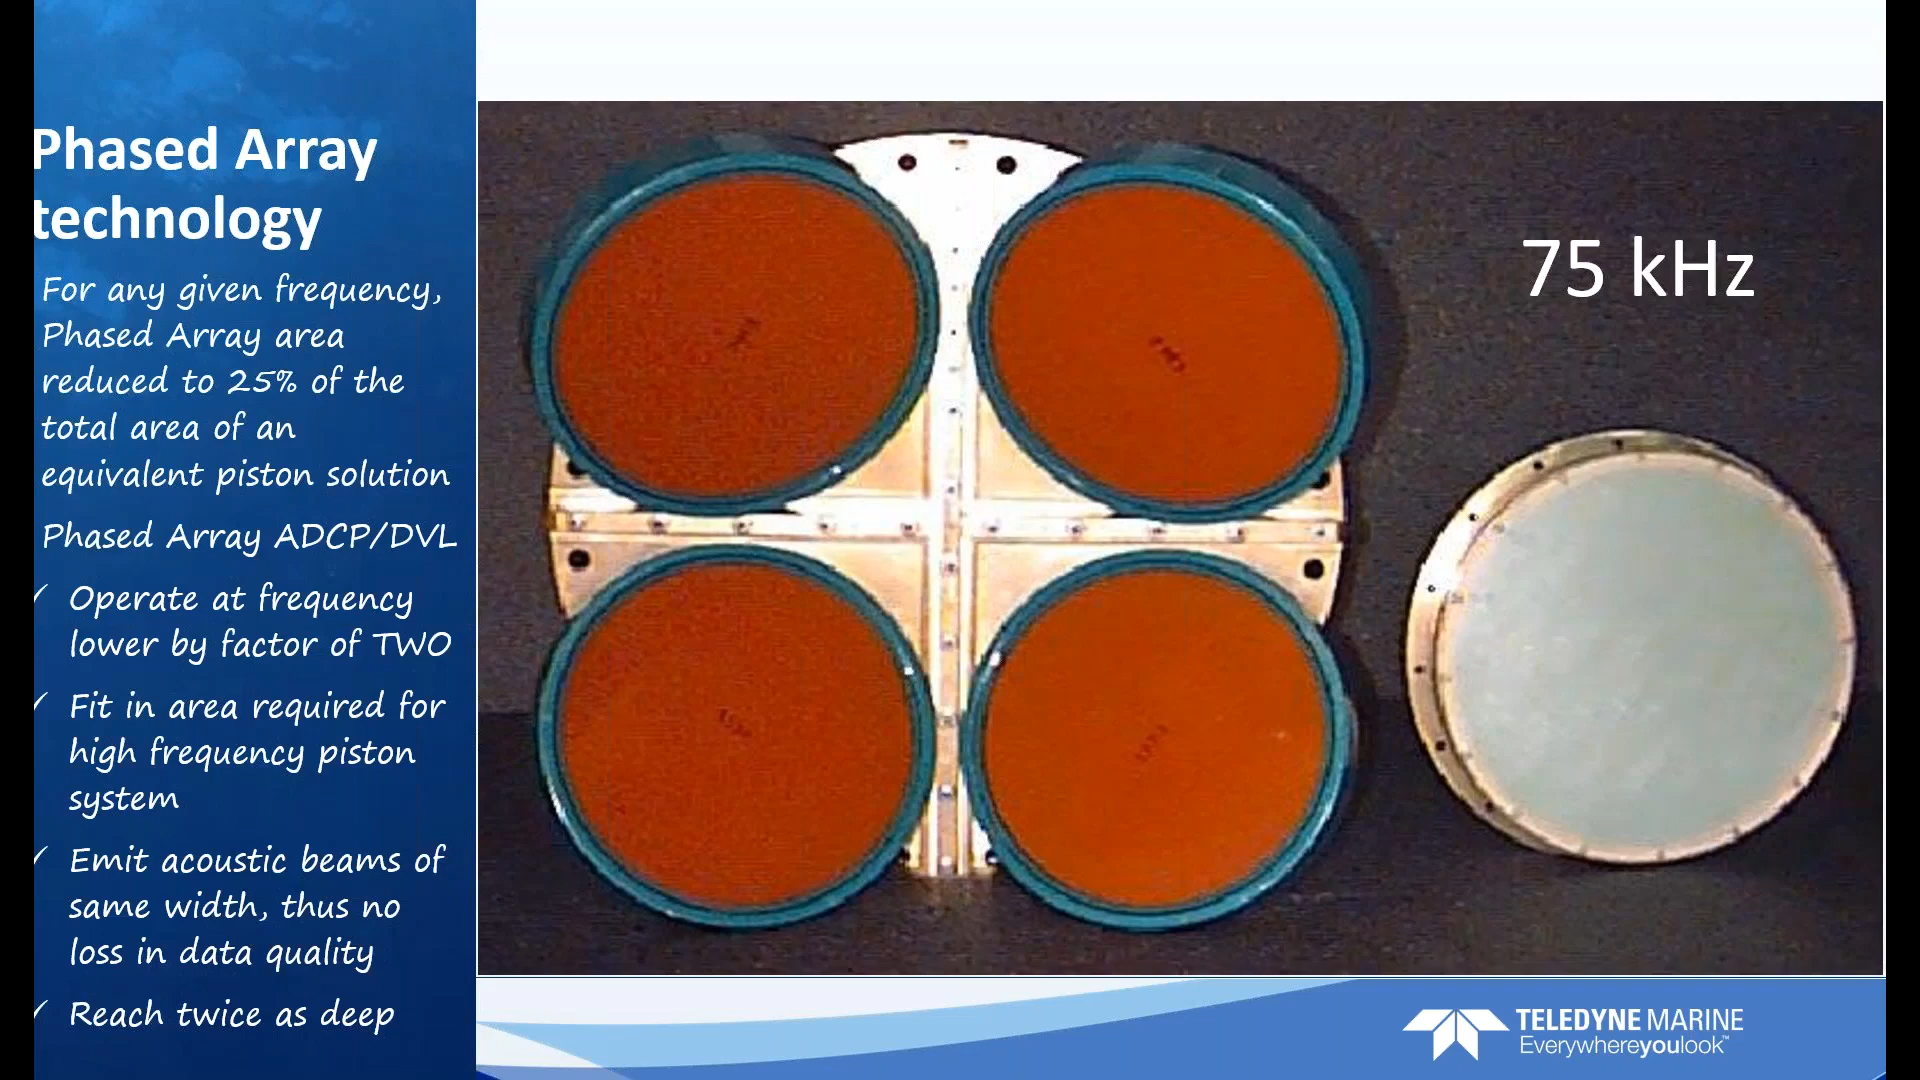 Phased Array
technology
For any given frequency,
Phased Array area
reduced to 25% of the
total area of an
equivalent piston solution
Phased Array ADCP/DVL
✓ Operate at frequency
lower by factor of TWO
✓ Fit in area required for
high frequency piston
system
✓ Emit acoustic beams of
same width, thus no
loss in data quality
✓ Reach twice as deep
75 kHz
TELEDYNE MARINE
Everywhereyoulook™